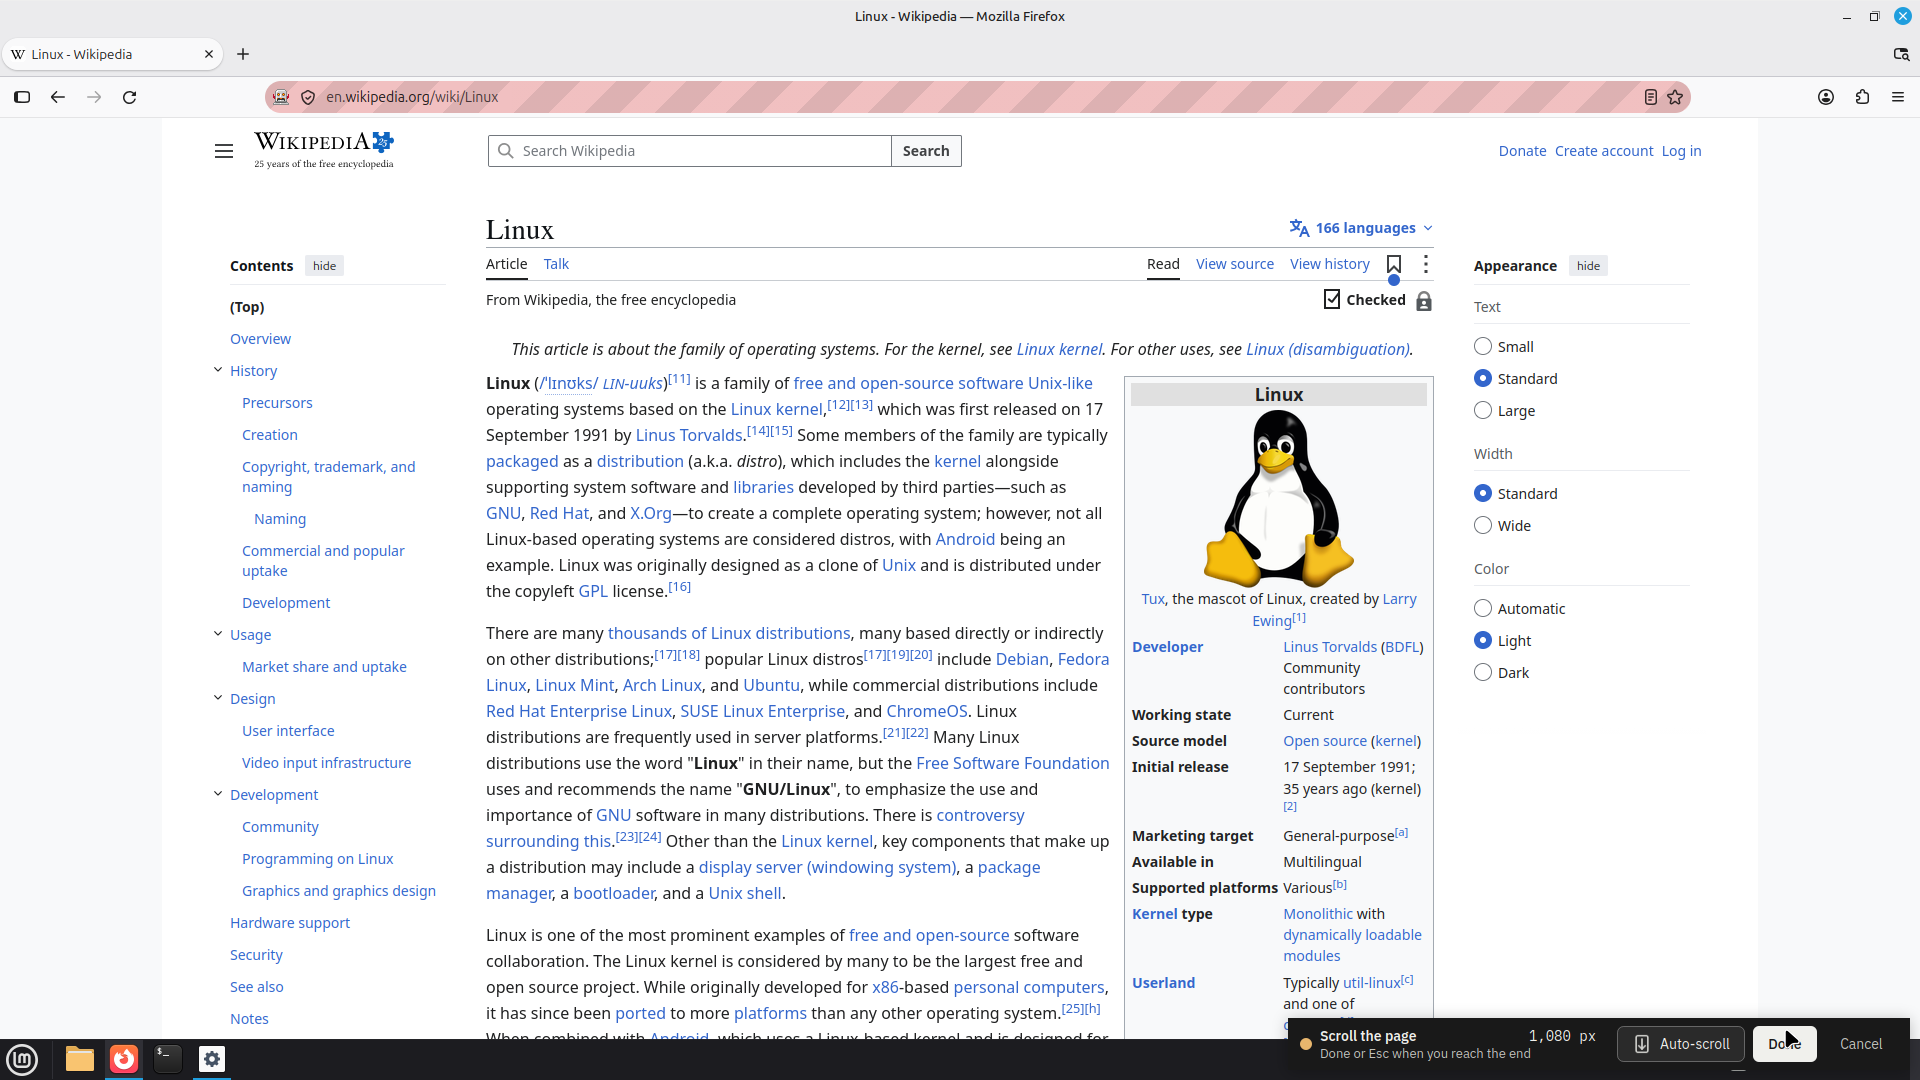 Linux - Wikipedia — Mozilla Firefox
Linux - Wikipedia
en.wikipedia.org/wiki/Linux
WIKIPEDIA 25
25 years of the free encyclopedia
Search Wikipedia
Search
Donate Create account Log in
Linux
166 languages
Article Talk
Read View source View history
From Wikipedia, the free encyclopedia
Checked
Contents hide
(Top)
Overview
History
Precursors
Creation
Copyright, trademark, and
naming
Naming
Commercial and popular
uptake
Development
Usage
Market share and uptake
Design
User interface
Video input infrastructure
Development
Community
Programming on Linux
Graphics and graphics design
Hardware support
Security
See also
Notes
This article is about the family of operating systems. For the kernel, see Linux kernel. For other uses, see Linux (disambiguation).
Linux (/ˈlɪnʊks/ LIN-uuks)[11] is a family of free and open-source software Unix-like
operating systems based on the Linux kernel,[12][13] which was first released on 17
September 1991 by Linus Torvalds.[14][15] Some members of the family are typically
packaged as a distribution (a.k.a. distro), which includes the kernel alongside
supporting system software and libraries developed by third parties—such as
GNU, Red Hat, and X.Org—to create a complete operating system; however, not all
Linux-based operating systems are considered distros, with Android being an
example. Linux was originally designed as a clone of Unix and is distributed under
the copyleft GPL license.[16]
There are many thousands of Linux distributions, many based directly or indirectly
on other distributions;[17][18] popular Linux distros[17][19][20] include Debian, Fedora
Linux, Linux Mint, Arch Linux, and Ubuntu, while commercial distributions include
Red Hat Enterprise Linux, SUSE Linux Enterprise, and ChromeOS. Linux
distributions are frequently used in server platforms.[21][22] Many Linux
distributions use the word "Linux" in their name, but the Free Software Foundation
uses and recommends the name "GNU/Linux", to emphasize the use and
importance of GNU software in many distributions. There is controversy
surrounding this.[23][24] Other than the Linux kernel, key components that make up
a distribution may include a display server (windowing system), a package
manager, a bootloader, and a Unix shell.
Linux is one of the most prominent examples of free and open-source software
collaboration. The Linux kernel is considered by many to be the largest free and
open source project. While originally developed for x86-based personal computers,
it has since been ported to more platforms than any other operating system.[25][h]
When combined with Android, which uses a Linux-based kernel and is designed for
Linux
Tux, the mascot of Linux, created by Larry
Ewing[1]
Developer Linus Torvalds (BDFL)
Community
contributors
Working state Current
Source model Open source (kernel)
Initial release 17 September 1991;
35 years ago (kernel)
[2]
Marketing target General-purpose[a]
Available in Multilingual
Supported platforms Various[b]
Kernel type Monolithic with
dynamically loadable
modules
Userland Typically util-linux[c]
and one of
Appearance hide
Text
Small
Standard
Large
Width
Standard
Wide
Color
Automatic
Light
Dark
Scroll the page 1,080 px
Done or Esc when you reach the end
Auto-scroll
Done
Cancel